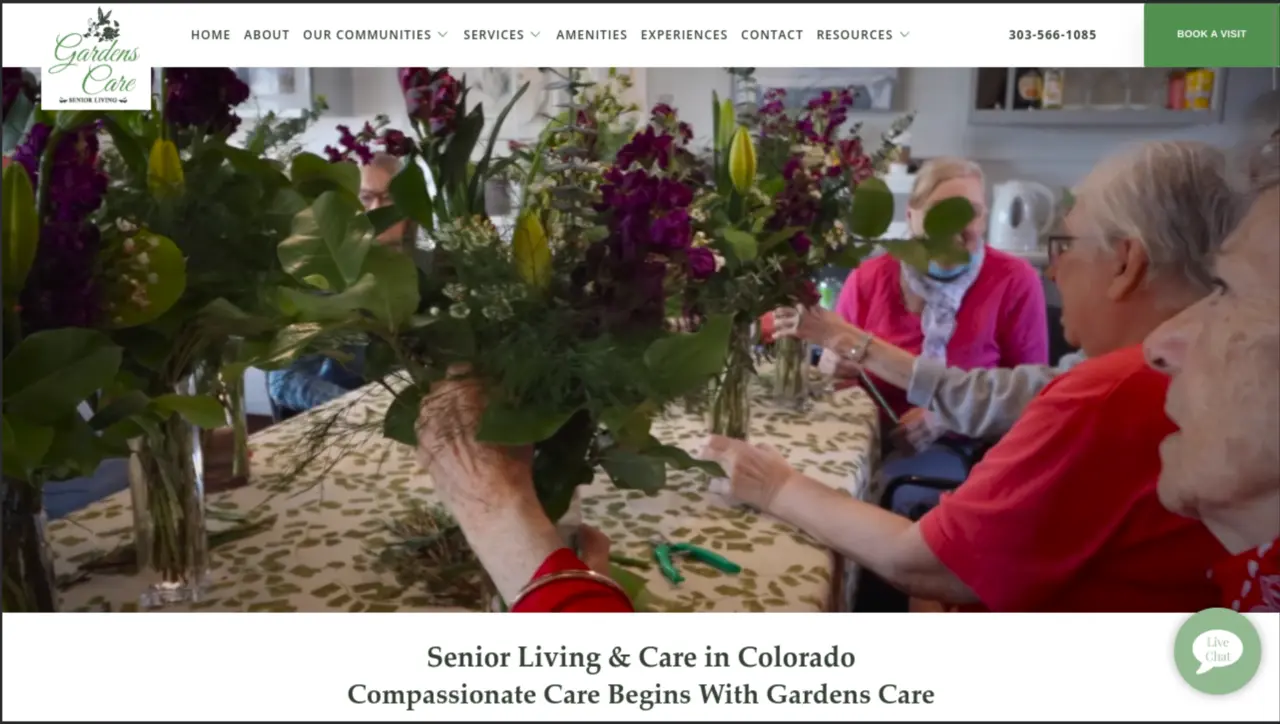 Gardens
Care
SENIOR LIVING
HOME ABOUT OUR COMMUNITIES SERVICES AMENITIES EXPERIENCES CONTACT RESOURCES 303-566-1085 BOOK A VISIT
Senior Living & Care in Colorado
Compassionate Care Begins With Gardens Care
Live
Chat